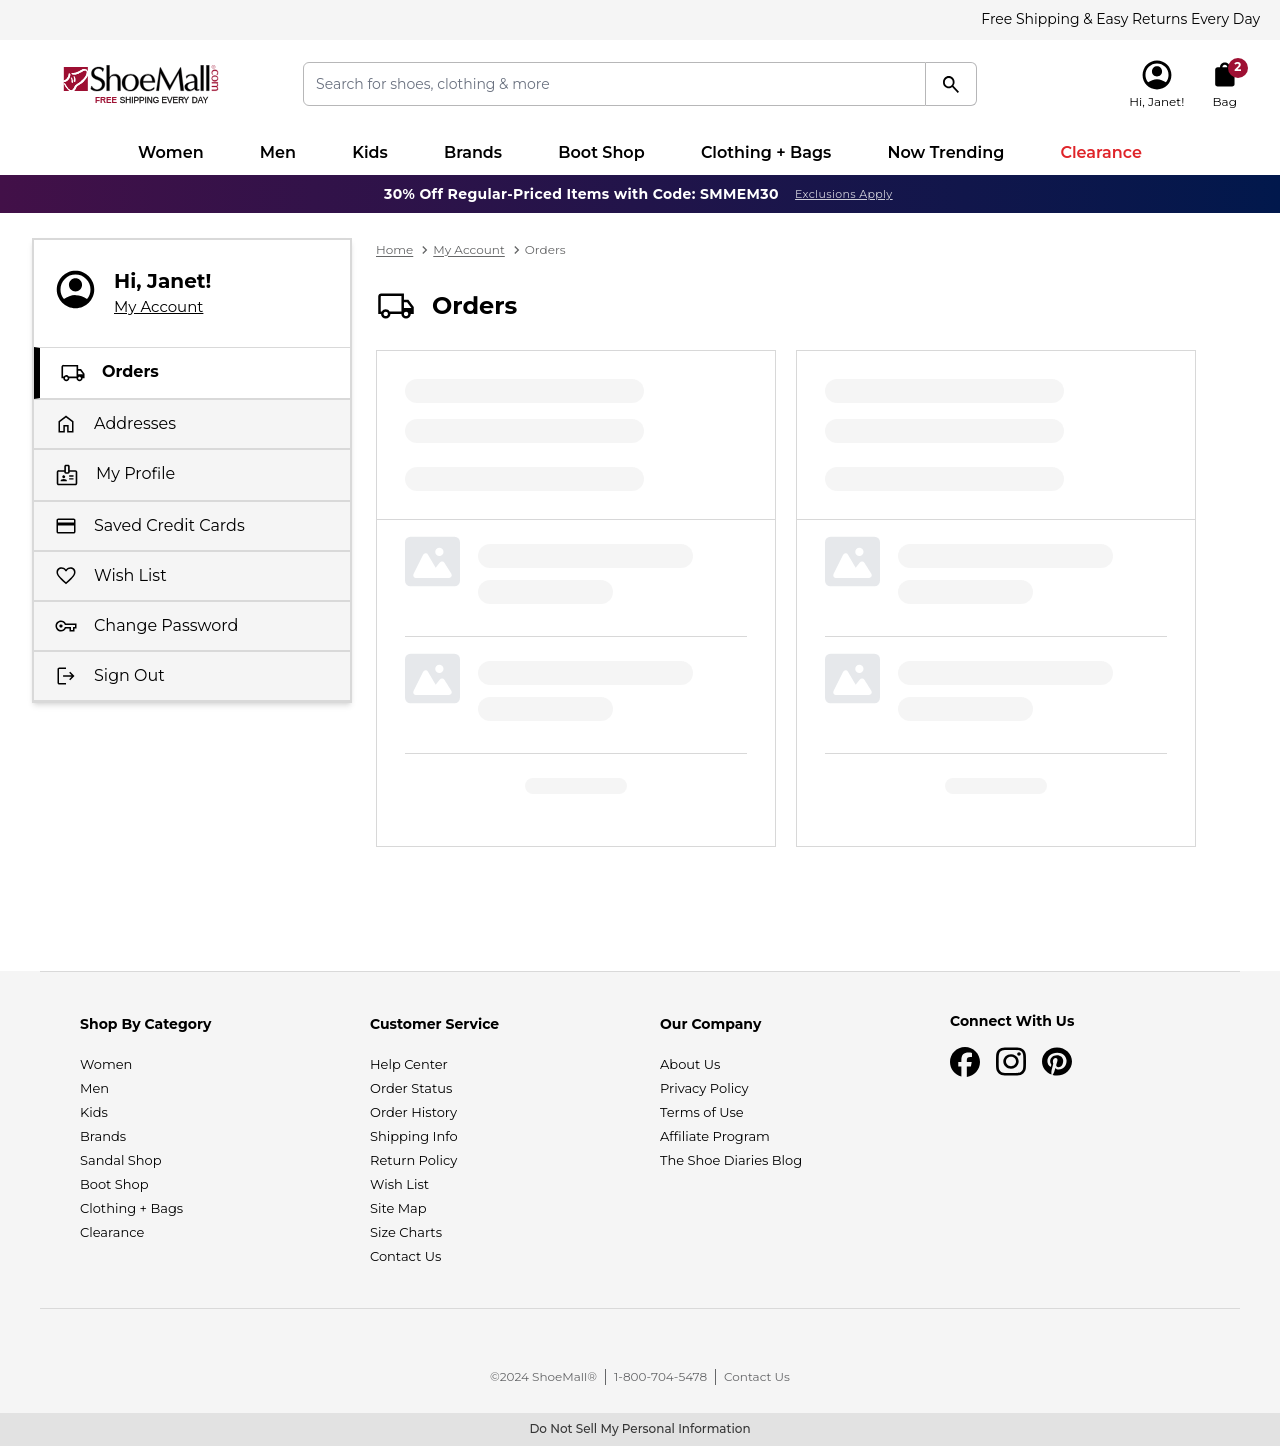 Free Shipping & Easy Returns Every Day
ShoeMall.com
FREE SHIPPING EVERY DAY
Search for shoes, clothing & more
Hi, Janet!
2
Bag
Women Men Kids Brands Boot Shop Clothing + Bags Now Trending Clearance
30% Off Regular-Priced Items with Code: SMMEM30 Exclusions Apply
Hi, Janet!
My Account
Orders
Addresses
My Profile
Saved Credit Cards
Wish List
Change Password
Sign Out
Home > My Account > Orders
Orders
Shop By Category
Women
Men
Kids
Brands
Sandal Shop
Boot Shop
Clothing + Bags
Clearance
Customer Service
Help Center
Order Status
Order History
Shipping Info
Return Policy
Wish List
Site Map
Size Charts
Contact Us
Our Company
About Us
Privacy Policy
Terms of Use
Affiliate Program
The Shoe Diaries Blog
Connect With Us
©2024 ShoeMall® | 1-800-704-5478 | Contact Us
Do Not Sell My Personal Information